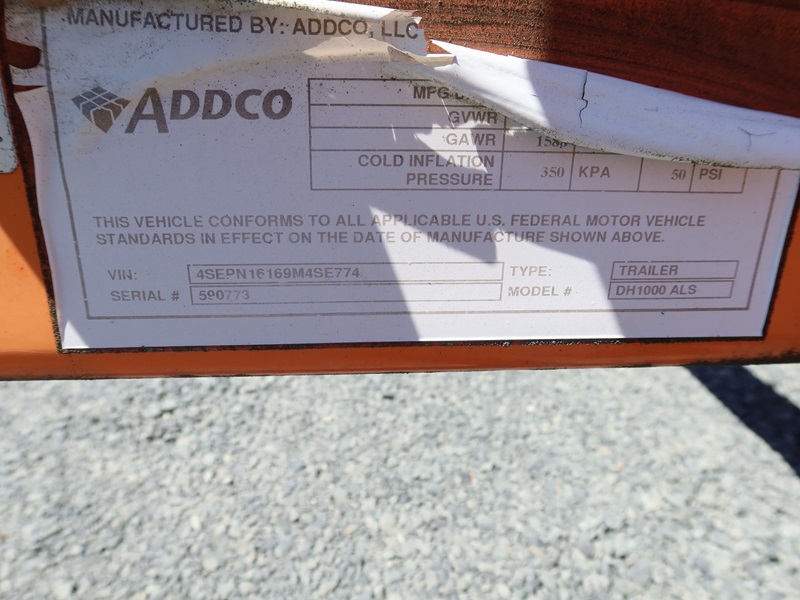 MANUFACTURED BY: ADDCO, LLC
ADDCO
MFG
GVWR
GAWR
COLD INFLATION PRESSURE 350 KPA 50 PSI
THIS VEHICLE CONFORMS TO ALL APPLICABLE U.S. FEDERAL MOTOR VEHICLE
STANDARDS IN EFFECT ON THE DATE OF MANUFACTURE SHOWN ABOVE.
VIN: 4SEPN16169M4SE774 TYPE: TRAILER
SERIAL # 590773 MODEL # DH1000 ALS